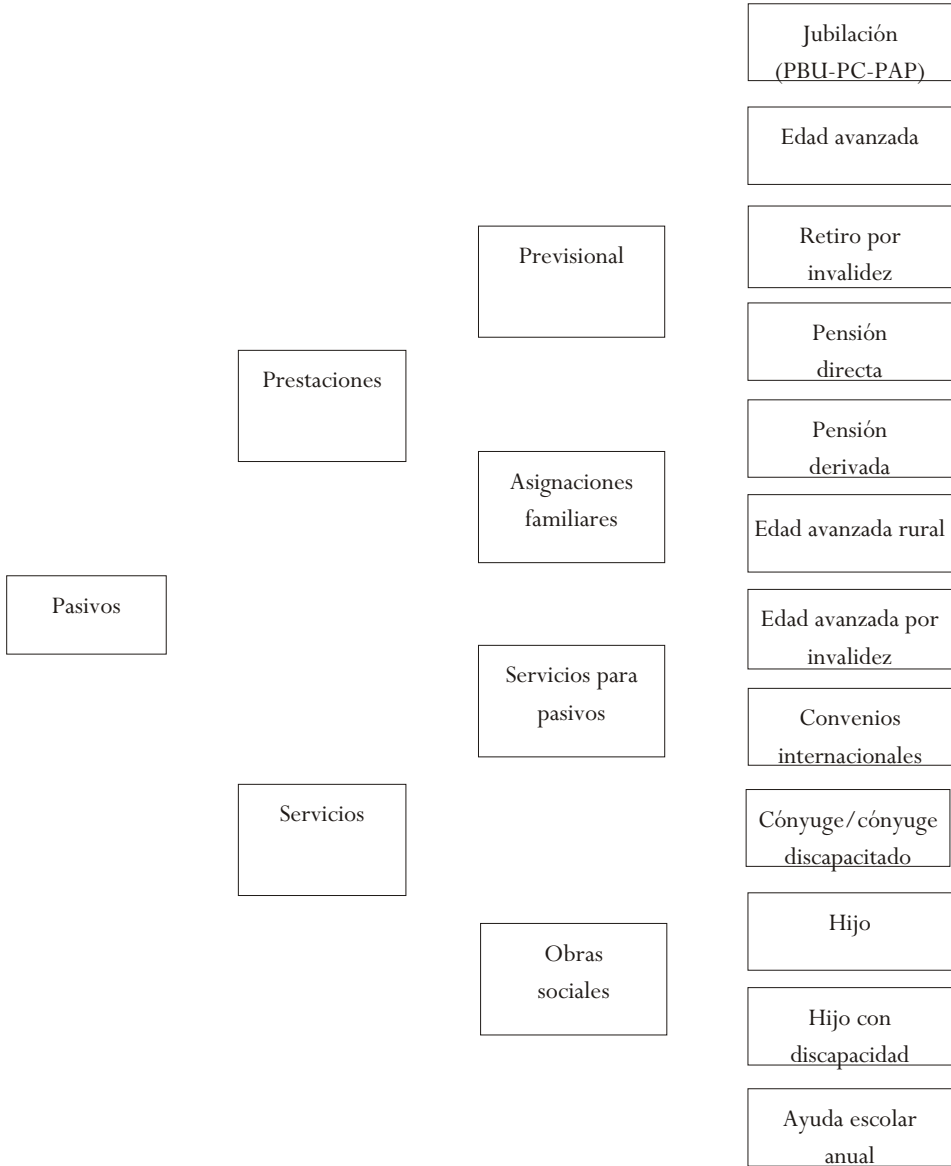 Pasivos
Prestaciones
Servicios
Previsional
Asignaciones
familiares
Servicios para
pasivos
Obras
sociales
Jubilación
(PBU-PC-PAP)
Edad avanzada
Retiro por
invalidez
Pensión
directa
Pensión
derivada
Edad avanzada rural
Edad avanzada por
invalidez
Convenios
internacionales
Cónyuge/cónyuge
discapacitado
Hijo
Hijo con
discapacidad
Ayuda escolar
anual